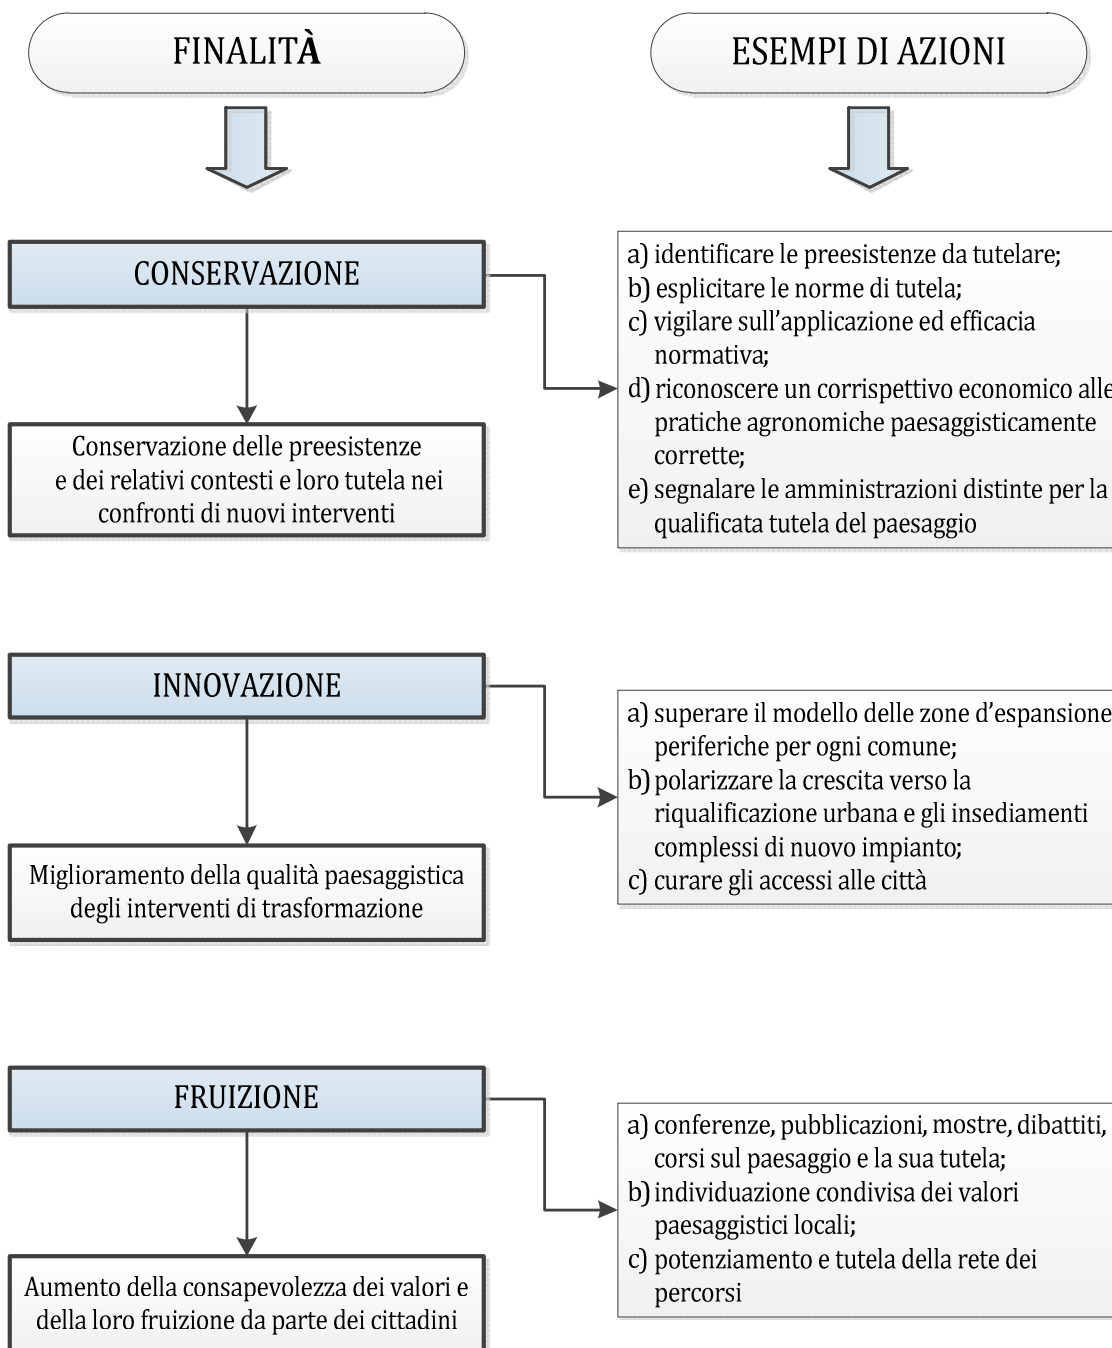 FINALITÀ
ESEMPI DI AZIONI
CONSERVAZIONE
Conservazione delle preesistenze
e dei relativi contesti e loro tutela nei
confronti di nuovi interventi
a) identificare le preesistenze da tutelare;
b) esplicitare le norme di tutela;
c) vigilare sull'applicazione ed efficacia
normativa;
d) riconoscere un corrispettivo economico alle
pratiche agronomiche paesaggisticamente
corrette;
e) segnalare le amministrazioni distinte per la
qualificata tutela del paesaggio
INNOVAZIONE
Miglioramento della qualità paesaggistica
degli interventi di trasformazione
a) superare il modello delle zone d'espansione
periferiche per ogni comune;
b) polarizzare la crescita verso la
riqualificazione urbana e gli insediamenti
complessi di nuovo impianto;
c) curare gli accessi alle città
FRUIZIONE
Aumento della consapevolezza dei valori e
della loro fruizione da parte dei cittadini
a) conferenze, pubblicazioni, mostre, dibattiti,
corsi sul paesaggio e la sua tutela;
b) individuazione condivisa dei valori
paesaggistici locali;
c) potenziamento e tutela della rete dei
percorsi